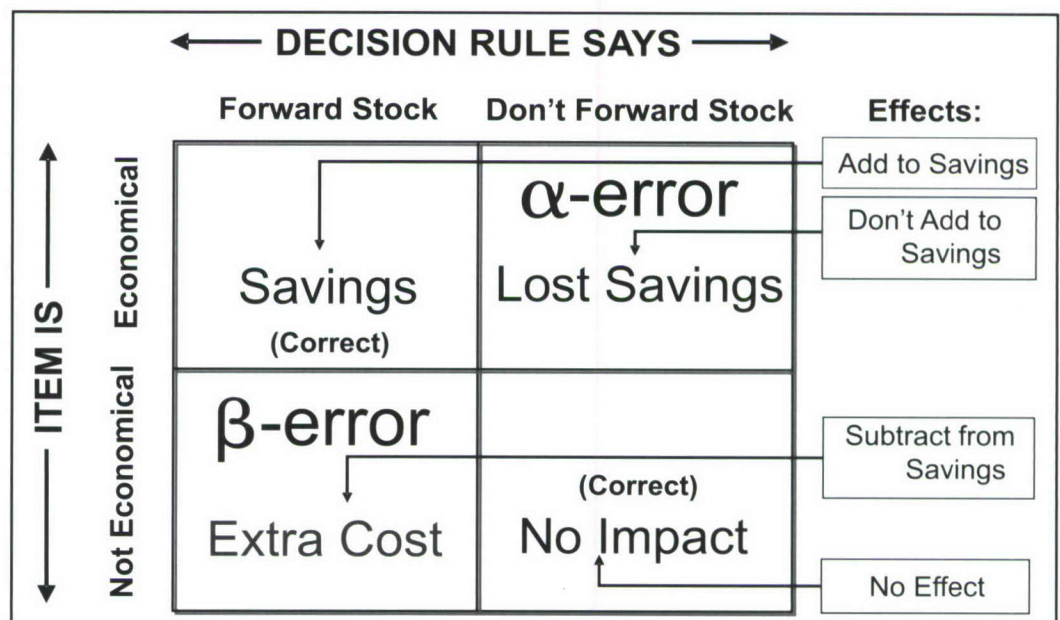 DECISION RULE SAYS
Forward Stock
Don't Forward Stock
Effects:
ITEM IS
Economical
Savings
(Correct)
α-error
Lost Savings
Add to Savings
Don't Add to
Savings
Not Economical
β-error
Extra Cost
(Correct)
No Impact
Subtract from
Savings
No Effect